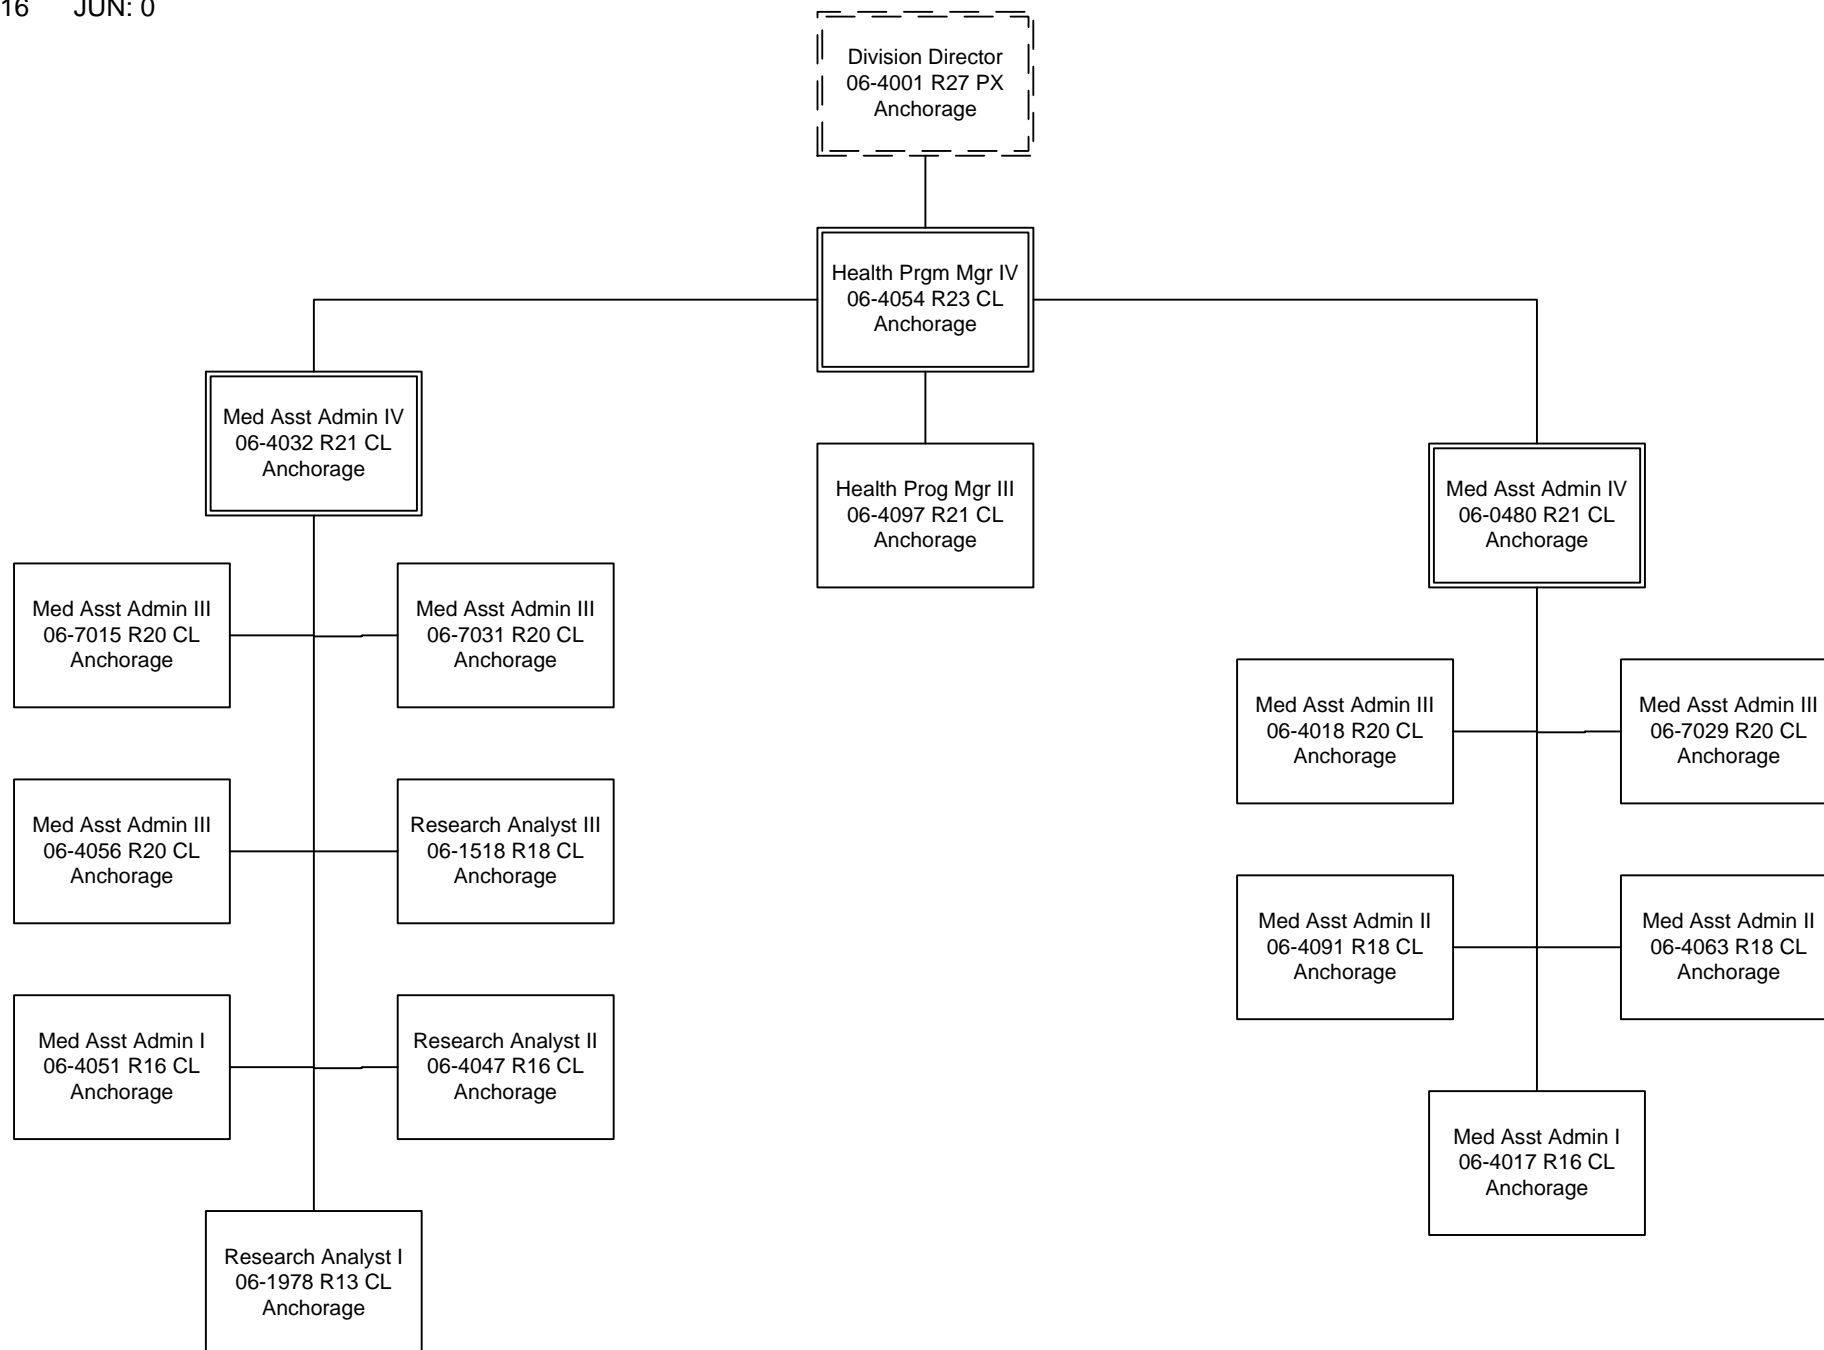 16 JUN: 0
Division Director
06-4001 R27 PX
Anchorage
Health Prgm Mgr IV
06-4054 R23 CL
Anchorage
Med Asst Admin IV
06-4032 R21 CL
Anchorage
Health Prog Mgr III
06-4097 R21 CL
Anchorage
Med Asst Admin IV
06-0480 R21 CL
Anchorage
Med Asst Admin III
06-7015 R20 CL
Anchorage
Med Asst Admin III
06-7031 R20 CL
Anchorage
Med Asst Admin III
06-4018 R20 CL
Anchorage
Med Asst Admin III
06-7029 R20 CL
Anchorage
Med Asst Admin III
06-4056 R20 CL
Anchorage
Research Analyst III
06-1518 R18 CL
Anchorage
Med Asst Admin II
06-4091 R18 CL
Anchorage
Med Asst Admin II
06-4063 R18 CL
Anchorage
Med Asst Admin I
06-4051 R16 CL
Anchorage
Research Analyst II
06-4047 R16 CL
Anchorage
Med Asst Admin I
06-4017 R16 CL
Anchorage
Research Analyst I
06-1978 R13 CL
Anchorage